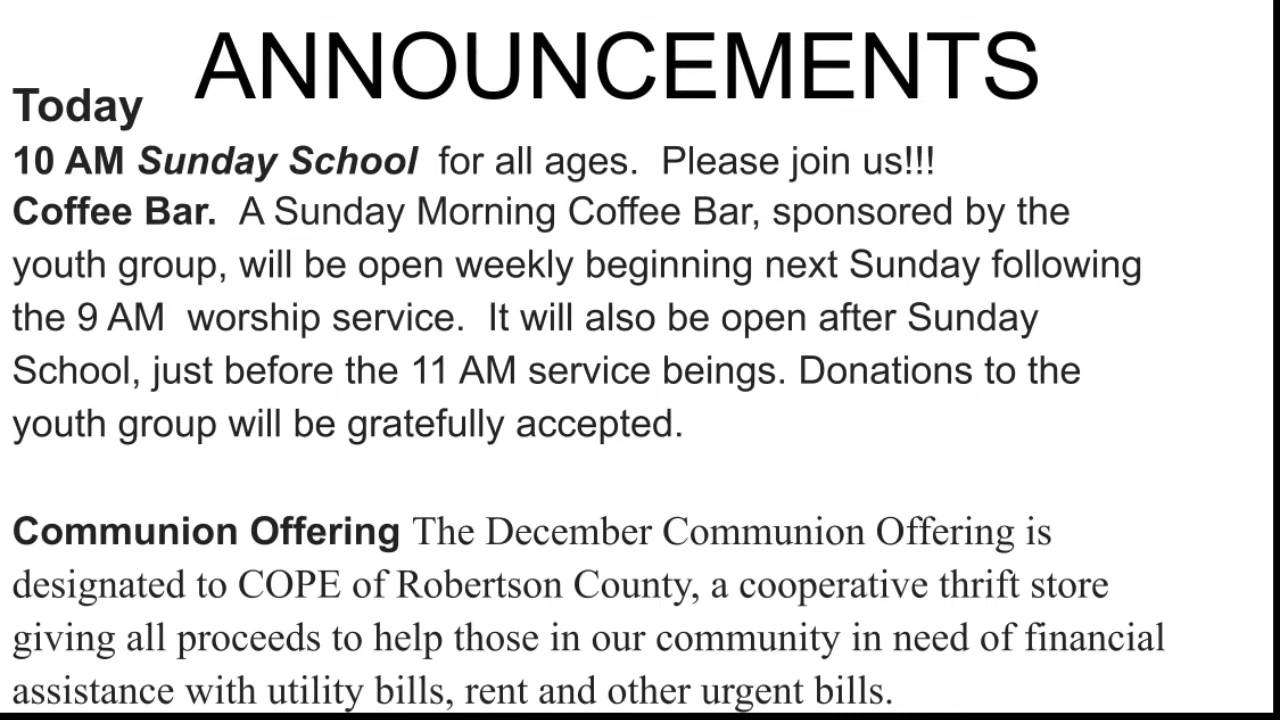 ANNOUNCEMENTS
Today
10 AM Sunday School for all ages. Please join us!!!
Coffee Bar. A Sunday Morning Coffee Bar, sponsored by the
youth group, will be open weekly beginning next Sunday following
the 9 AM worship service. It will also be open after Sunday
School, just before the 11 AM service beings. Donations to the
youth group will be gratefully accepted.
Communion Offering The December Communion Offering is
designated to COPE of Robertson County, a cooperative thrift store
giving all proceeds to help those in our community in need of financial
assistance with utility bills, rent and other urgent bills.